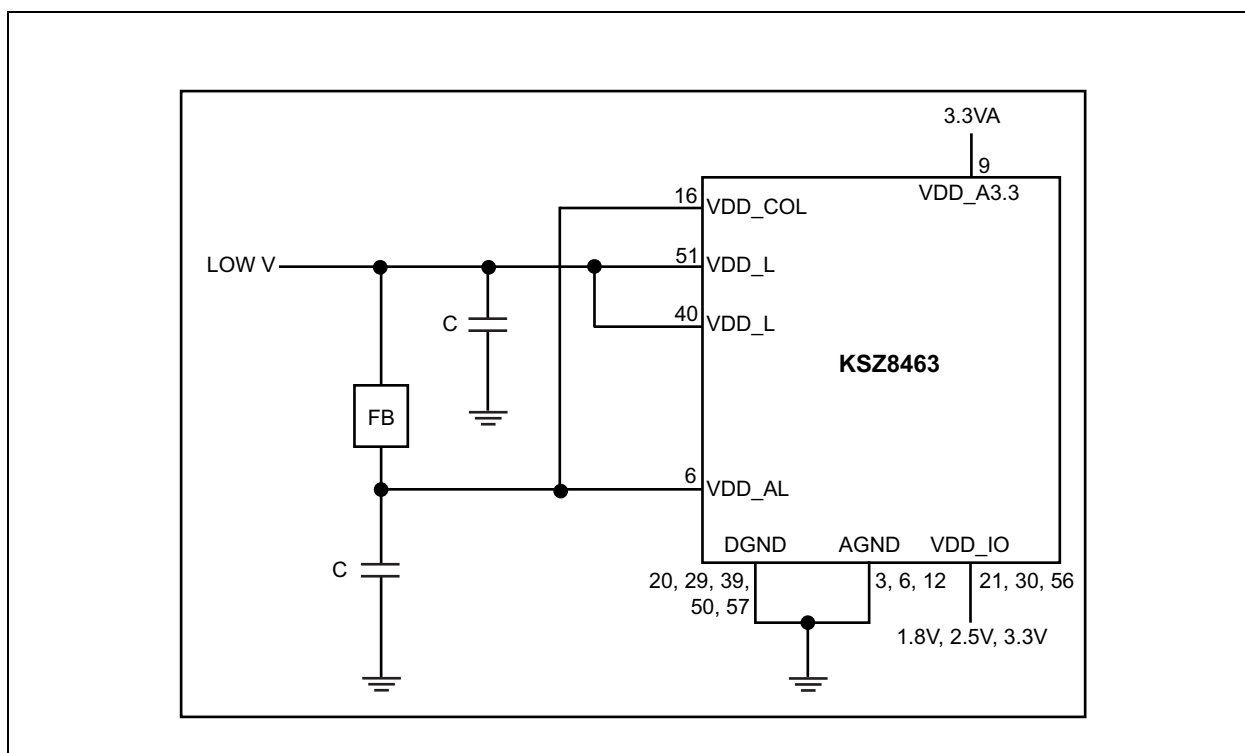 3.3VA
9
VDD_A3.3
16
VDD_COL
LOW V
51
VDD_L
C
40
VDD_L
KSZ8463
FB
6
VDD_AL
C
DGND
AGND
VDD_IO
20, 29, 39,
50, 57
3, 6, 12
21, 30, 56
1.8V, 2.5V, 3.3V